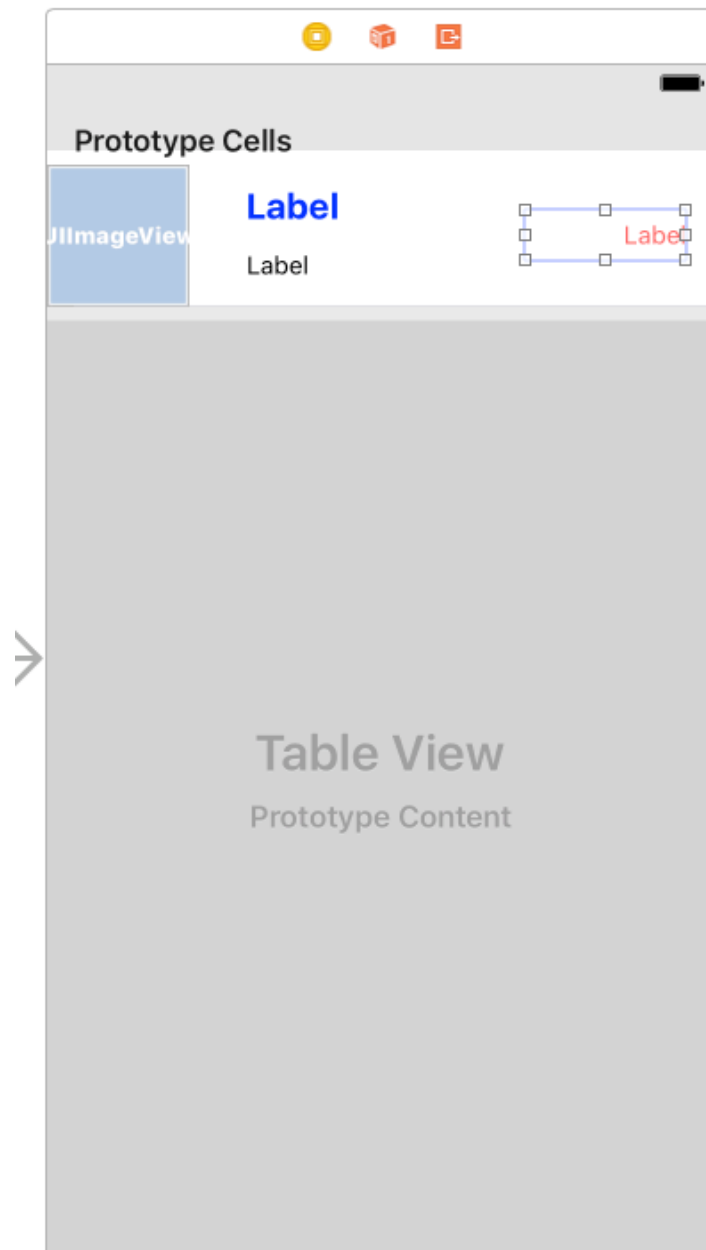 Prototype Cells
UIImageView
Label
Label
Label
Table View
Prototype Content